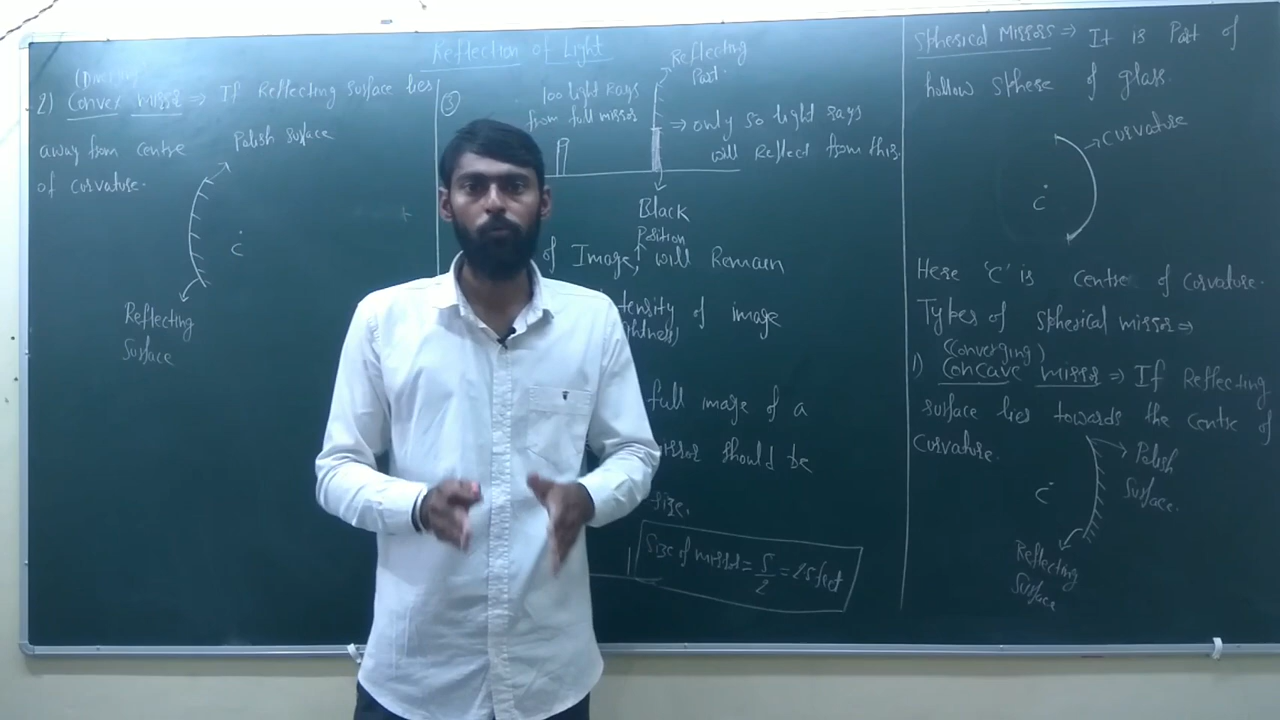 Reflection of Light
(Diverging)
2) Convex mirror ⇒ If Reflecting surface lies
away from centre
of curvature.
Polish surface
C
Reflecting
Surface
3
100 light Rays
from full mirror
Reflecting
Part.
⇒ only 50 light rays
will Reflect from this.
Black
Position
of Image, will Remain
tensity of image
ghtness)
full image of a
mirror should be
size.
Size of mirror = 5/2 = 25 feet
Spherical Mirrors ⇒ It is Part of
hollow sphere of glass.
Curvature
C
Here 'C' is centre of curvature.
Types of spherical mirror ⇒
(Converging)
1) Concave mirror ⇒ If Reflecting
surface lies towards the centre of
curvature.
Polish
Surface.
C
Reflecting
Surface